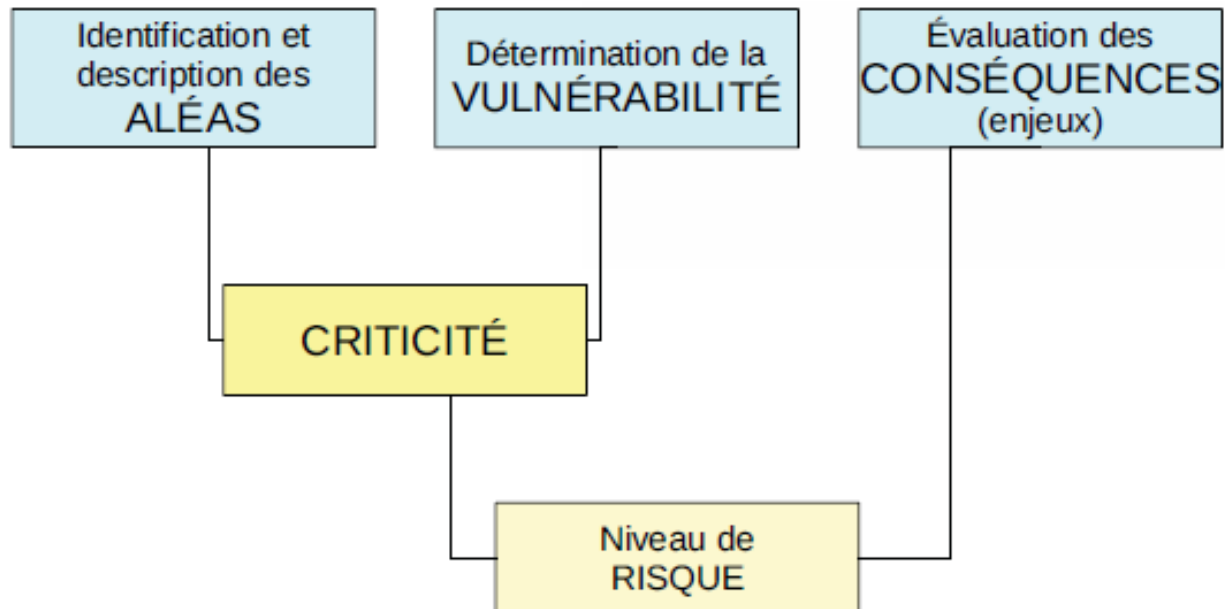 Identification et
description des
ALÉAS
Détermination de la
VULNÉRABILITÉ
Évaluation des
CONSÉQUENCES
(enjeux)
CRITICITÉ
Niveau de
RISQUE